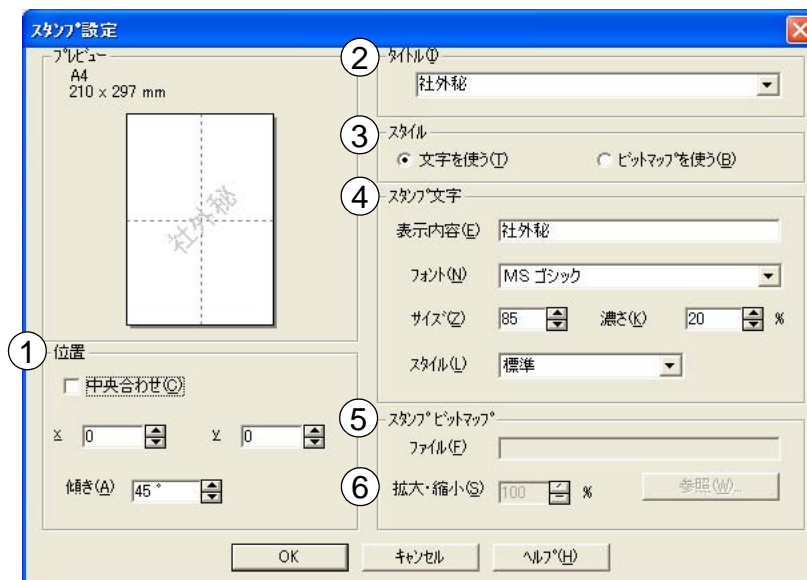 スタンプ設定
プレビュー
A4
210 x 297 mm
社外秘
① 位置
中央合わせ(C)
X 0 Y 0
傾き(A) 45 °
② タイトル(I)
社外秘
③ スタイル
文字を使う(T) ビットマップを使う(B)
④ スタンプ文字
表示内容(E) 社外秘
フォント(N) MS ゴシック
サイズ(Z) 85 濃さ(K) 20 %
スタイル(L) 標準
⑤ スタンプビットマップ
ファイル(F)
⑥ 拡大・縮小(S) 100 % 参照(W)...
OK キャンセル ヘルプ(H)